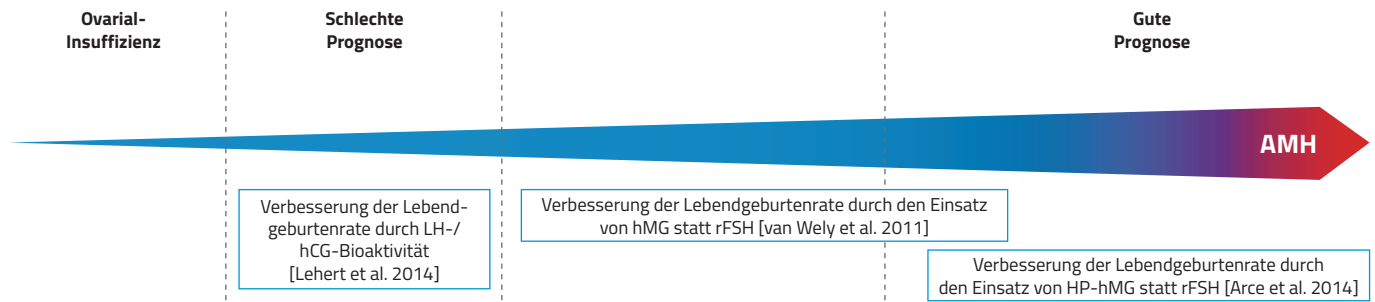 Ovarial-
Insuffizienz
Schlechte
Prognose
Gute
Prognose
AMH
Verbesserung der Lebend-
geburtenrate durch LH-/
hCG-Bioaktivität
[Lehert et al. 2014]
Verbesserung der Lebendgeburtenrate durch den Einsatz
von hMG statt rFSH [van Wely et al. 2011]
Verbesserung der Lebendgeburtenrate durch
den Einsatz von HP-hMG statt rFSH [Arce et al. 2014]